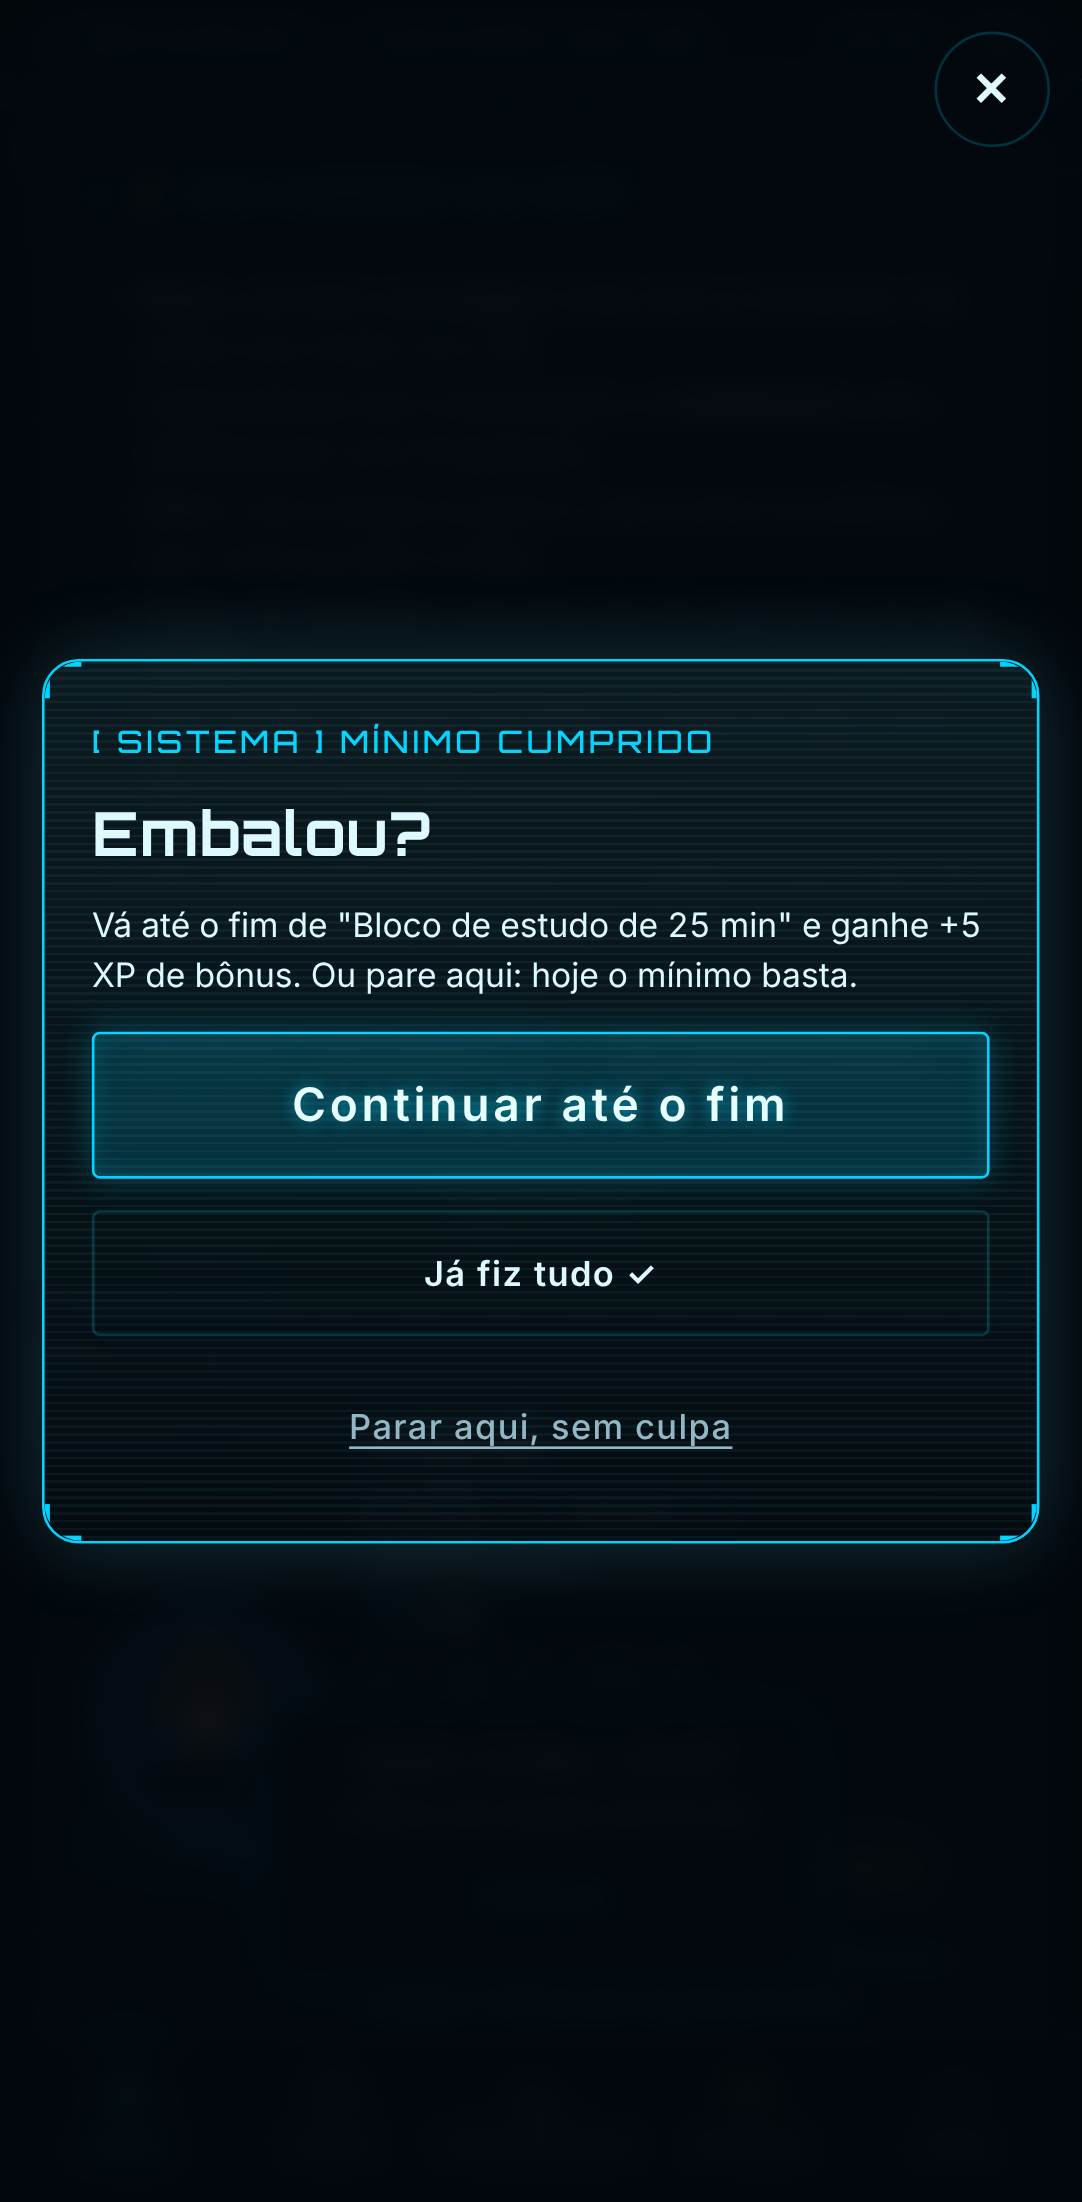 ✕
[ SISTEMA ] MÍNIMO CUMPRIDO
Embalou?
Vá até o fim de "Bloco de estudo de 25 min" e ganhe +5
XP de bônus. Ou pare aqui: hoje o mínimo basta.
Continuar até o fim
Já fiz tudo ✓
Parar aqui, sem culpa